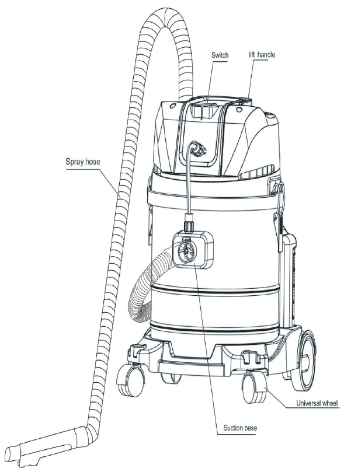 Switch
lift handle
Spray hose
Universal wheel
Suction base